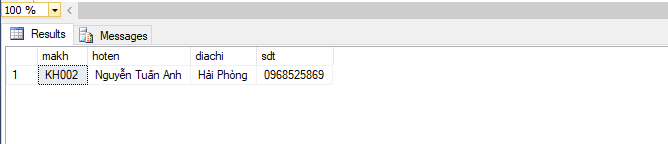 100 %
Results Messages
makh hoten diachi sdt
1 KH002 Nguyễn Tuấn Anh Hải Phòng 0968525869